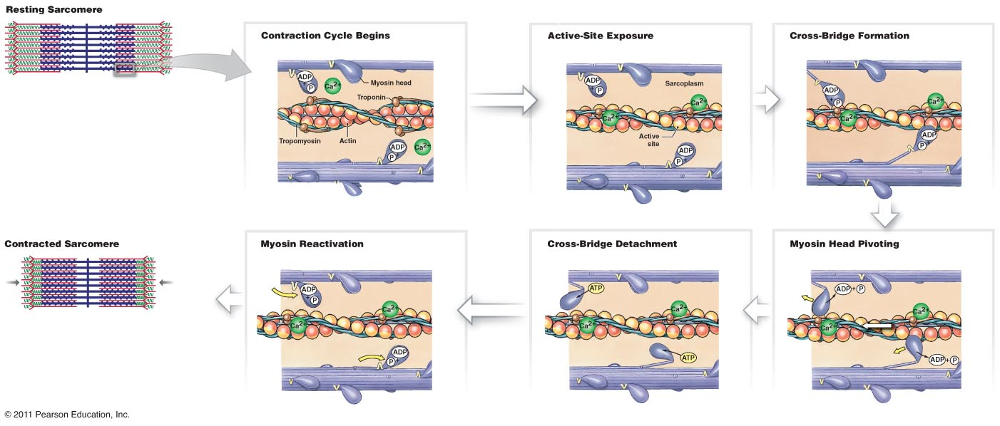 Resting Sarcomere
Contraction Cycle Begins
ADP
+
P
Ca2+
Myosin head
Troponin
Tropomyosin
Actin
ADP
P +
Ca2+
Active-Site Exposure
ADP
+
P
Sarcoplasm
Ca2+
Ca2+
Active
site
ADP
P +
Cross-Bridge Formation
ADP
+
P
Ca2+
Ca2+
ADP
P +
Myosin Head Pivoting
ADP + P
Ca2+
Ca2+
ADP + P
Cross-Bridge Detachment
ATP
Ca2+
Ca2+
ATP
Myosin Reactivation
ADP
+
P
Ca2+
Ca2+
ADP
P +
Contracted Sarcomere
© 2011 Pearson Education, Inc.